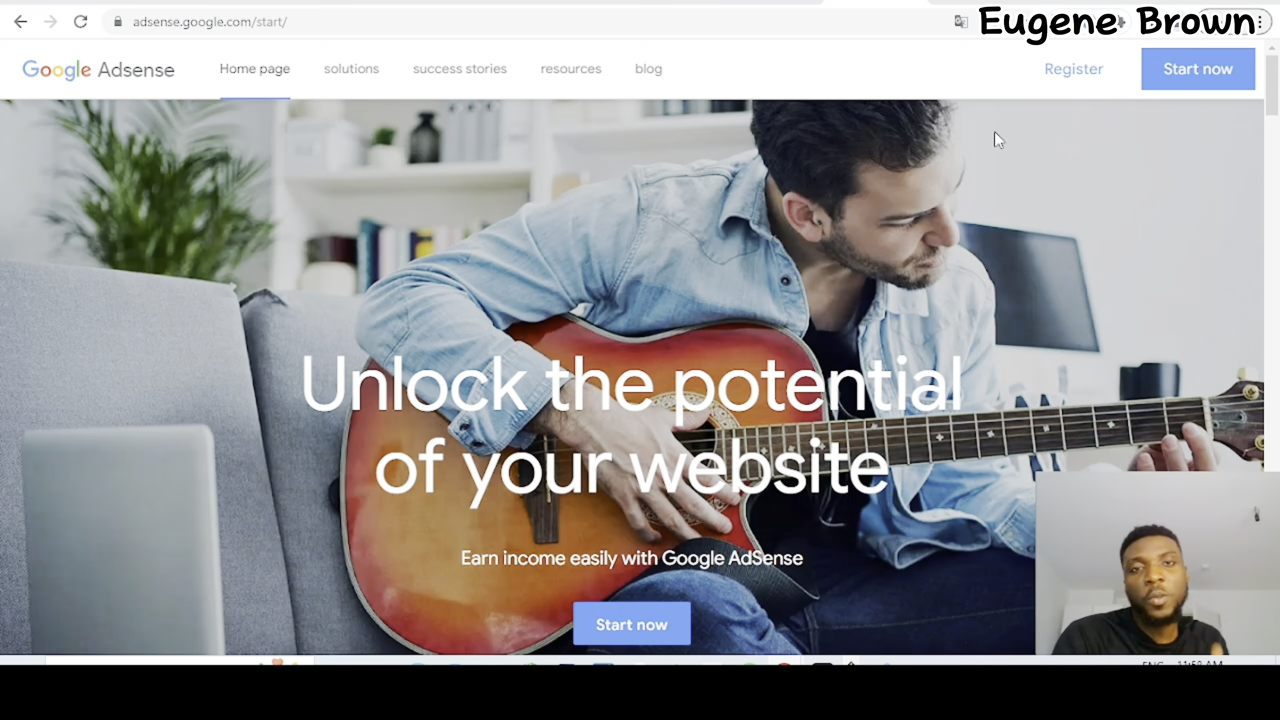 adsense.google.com/start/
Eugene Brown
Google Adsense
Home page
solutions
success stories
resources
blog
Register
Start now
Unlock the potential
of your website
Earn income easily with Google AdSense
Start now